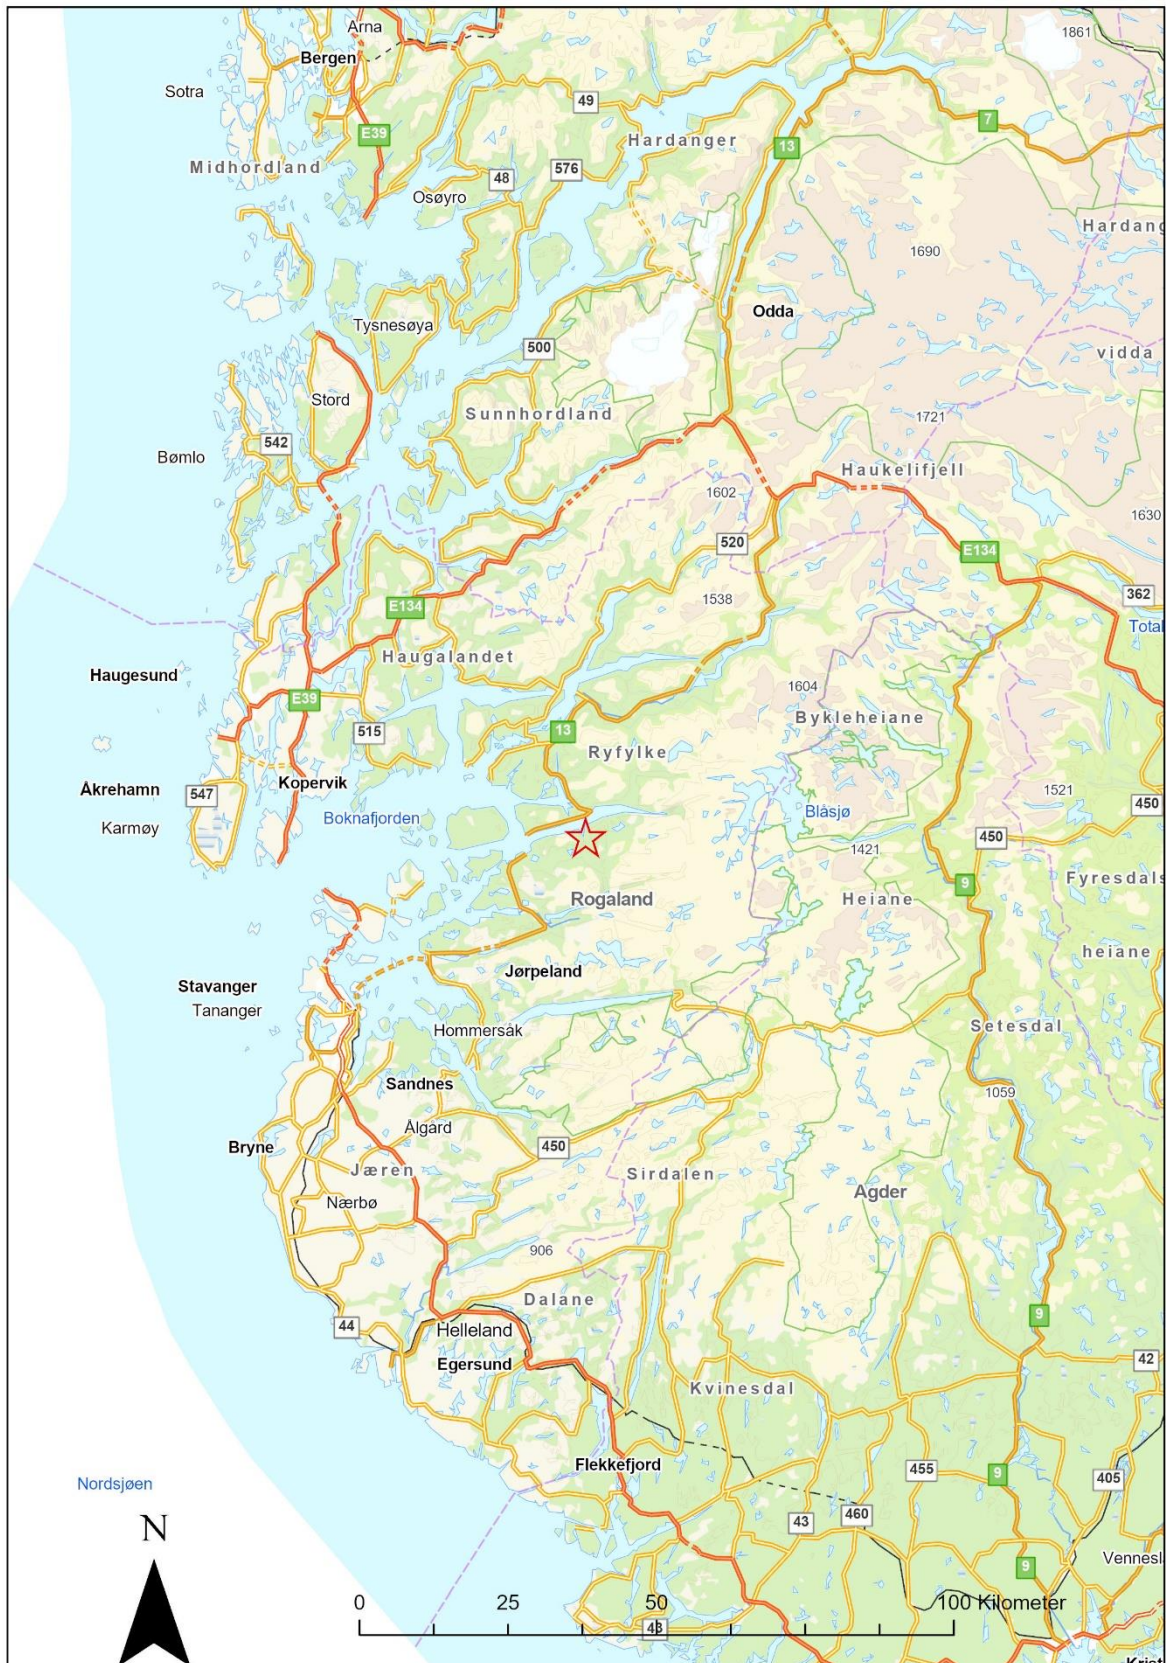 Arna
1861
Bergen
Sotra
49
7
E39
Hardanger
13
Midhordland
576
48
Osøyro
Hardang
1690
Odda
Tysnesøya
500
vidda
Stord
Sunnhordland
1721
542
Bømlo
Haukelifjell
1602
1630
520
E134
1538
362
E134
Total
Haugalandet
Haugesund
1604
E39
Bykleheiane
515
13
Ryfylke
Kopervik
Åkrehamn
547
1521
450
Boknafjorden
Blåsjø
Karmøy
450
1421
Fyresdals
9
Rogaland
Heiane
heiane
Jørpeland
Stavanger
Tananger
Hommersåk
Setesdal
Sandnes
1059
Ålgård
Bryne
450
Jæren
Sirdalen
Agder
Nærbø
906
Dalane
9
44
Helleland
42
Egersund
Kvinesdal
Flekkefjord
455
9
405
Nordsjøen
460
43
N
Vennesl
9
0 25 50 100 Kilometer
43
Krist